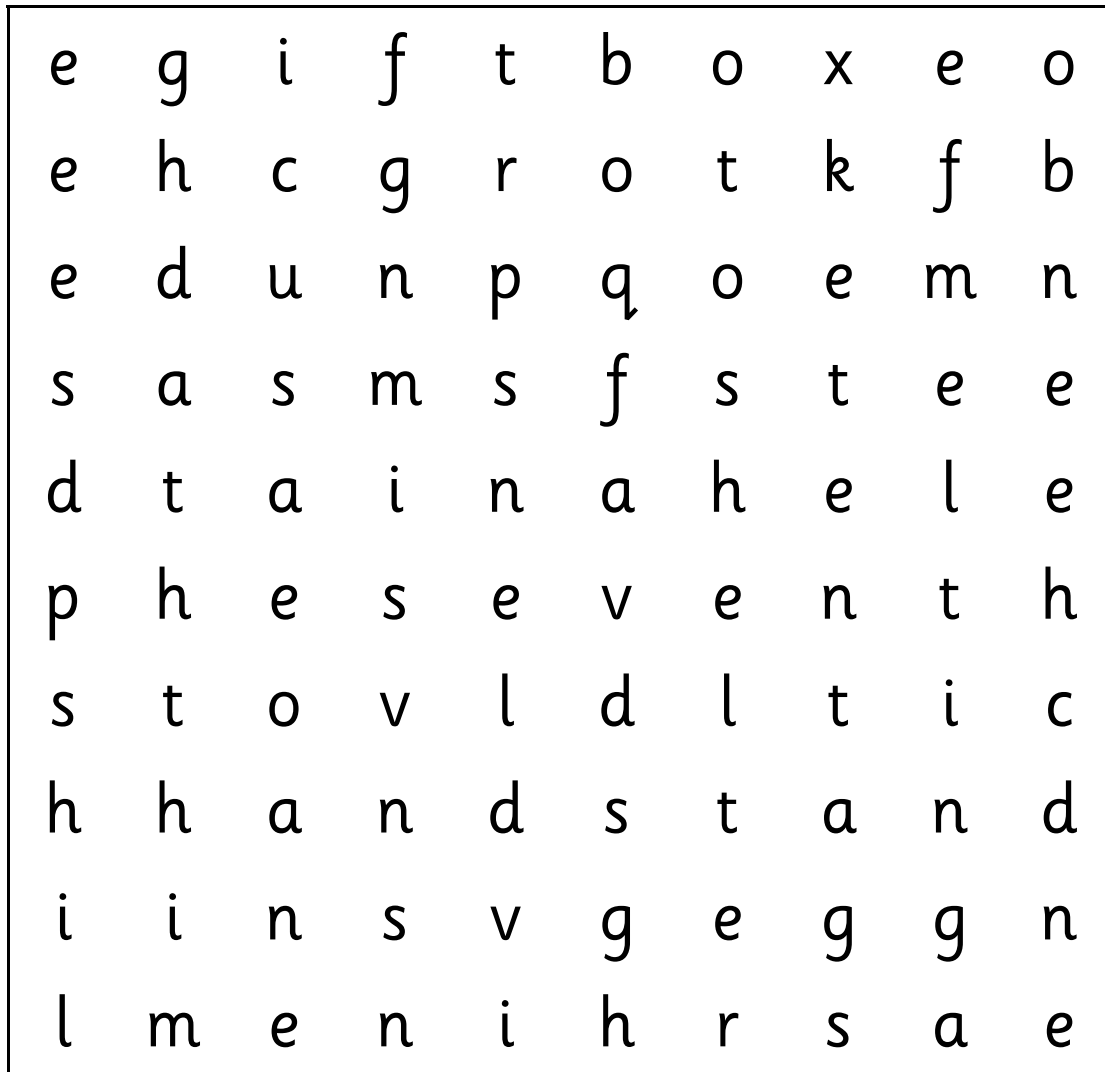 e g i f t b o x e o
e h c g r o t k f b
e d u n p q o e m n
s a s m s f s t e e
d t a i n a h e l e
p h e s e v e n t h
s t o v l d l t i c
h h a n d s t a n d
i i n s v g e g g n
l m e n i h r s a e